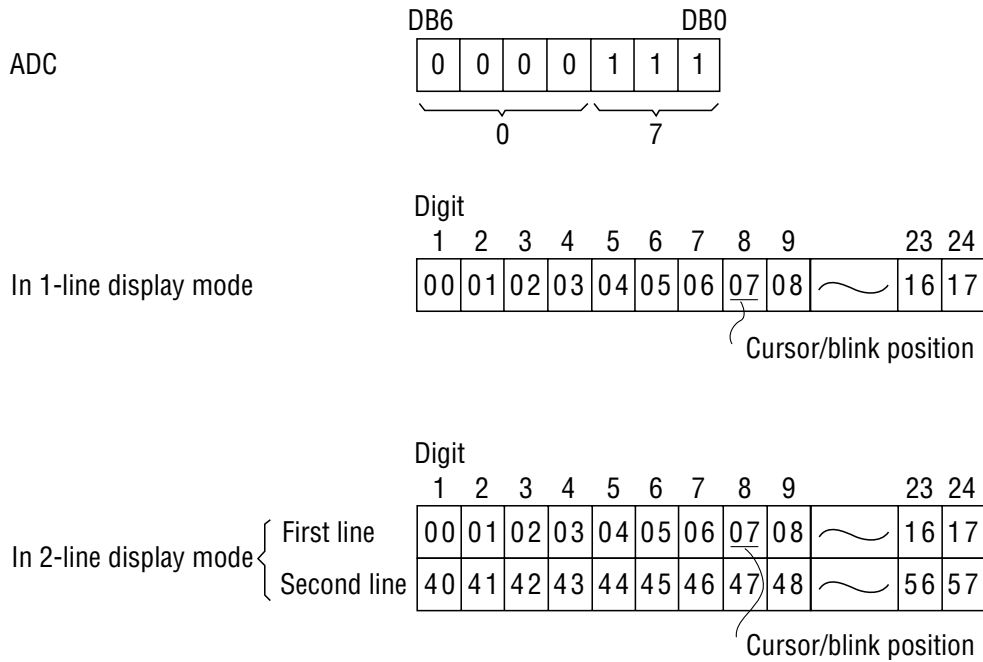 DB6 DB0
ADC 0 0 0 0 1 1 1
0 7
Digit
1 2 3 4 5 6 7 8 9 23 24
In 1-line display mode 00 01 02 03 04 05 06 07 08 16 17
Cursor/blink position
Digit
1 2 3 4 5 6 7 8 9 23 24
First line 00 01 02 03 04 05 06 07 08 16 17
In 2-line display mode
Second line 40 41 42 43 44 45 46 47 48 56 57
Cursor/blink position